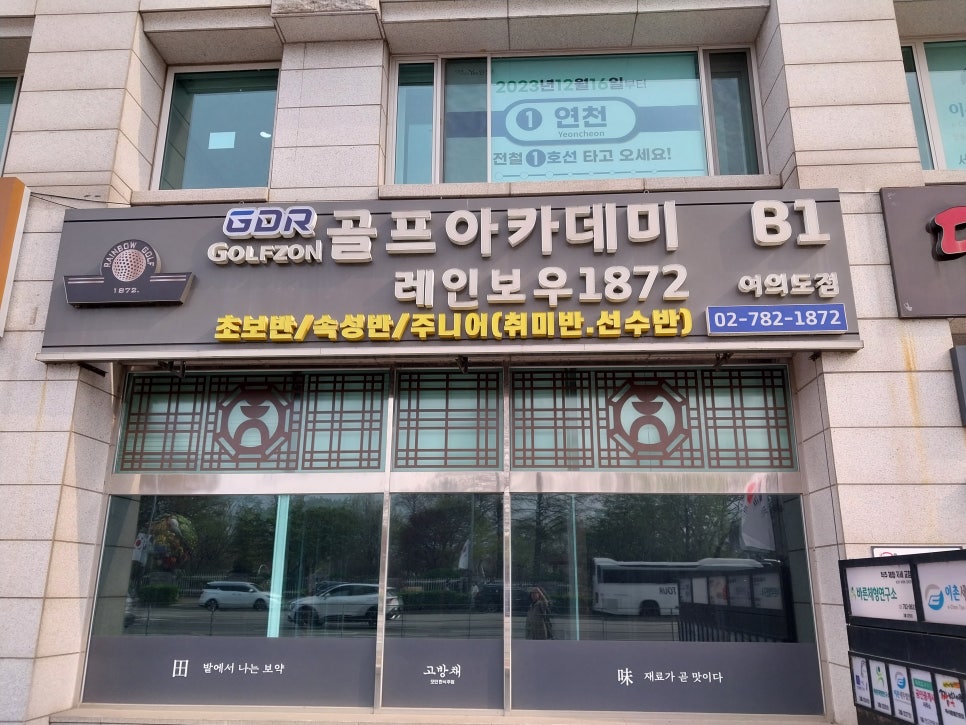 2023년12월16일부터
1 연천
Yeoncheon
전철 1 호선 타고 오세요!
GDR
GOLFZON
골프아카데미
B1
RAINBOW GOLF
1872.
레인보우1872
여의도점
초보반/속성반/주니어(취미반.선수반)
02-782-1872
TOUR
田 밭에서 나는 보약
고방채
味 재료가 곧 맛이다
바른체형연구소
이촌세